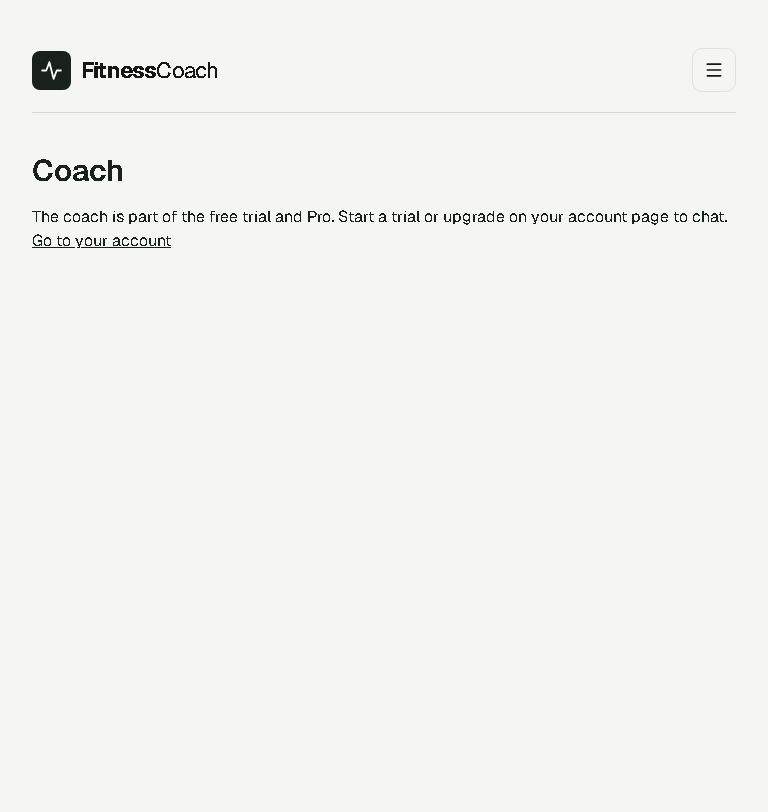 FitnessCoach
Coach
The coach is part of the free trial and Pro. Start a trial or upgrade on your account page to chat.
Go to your account